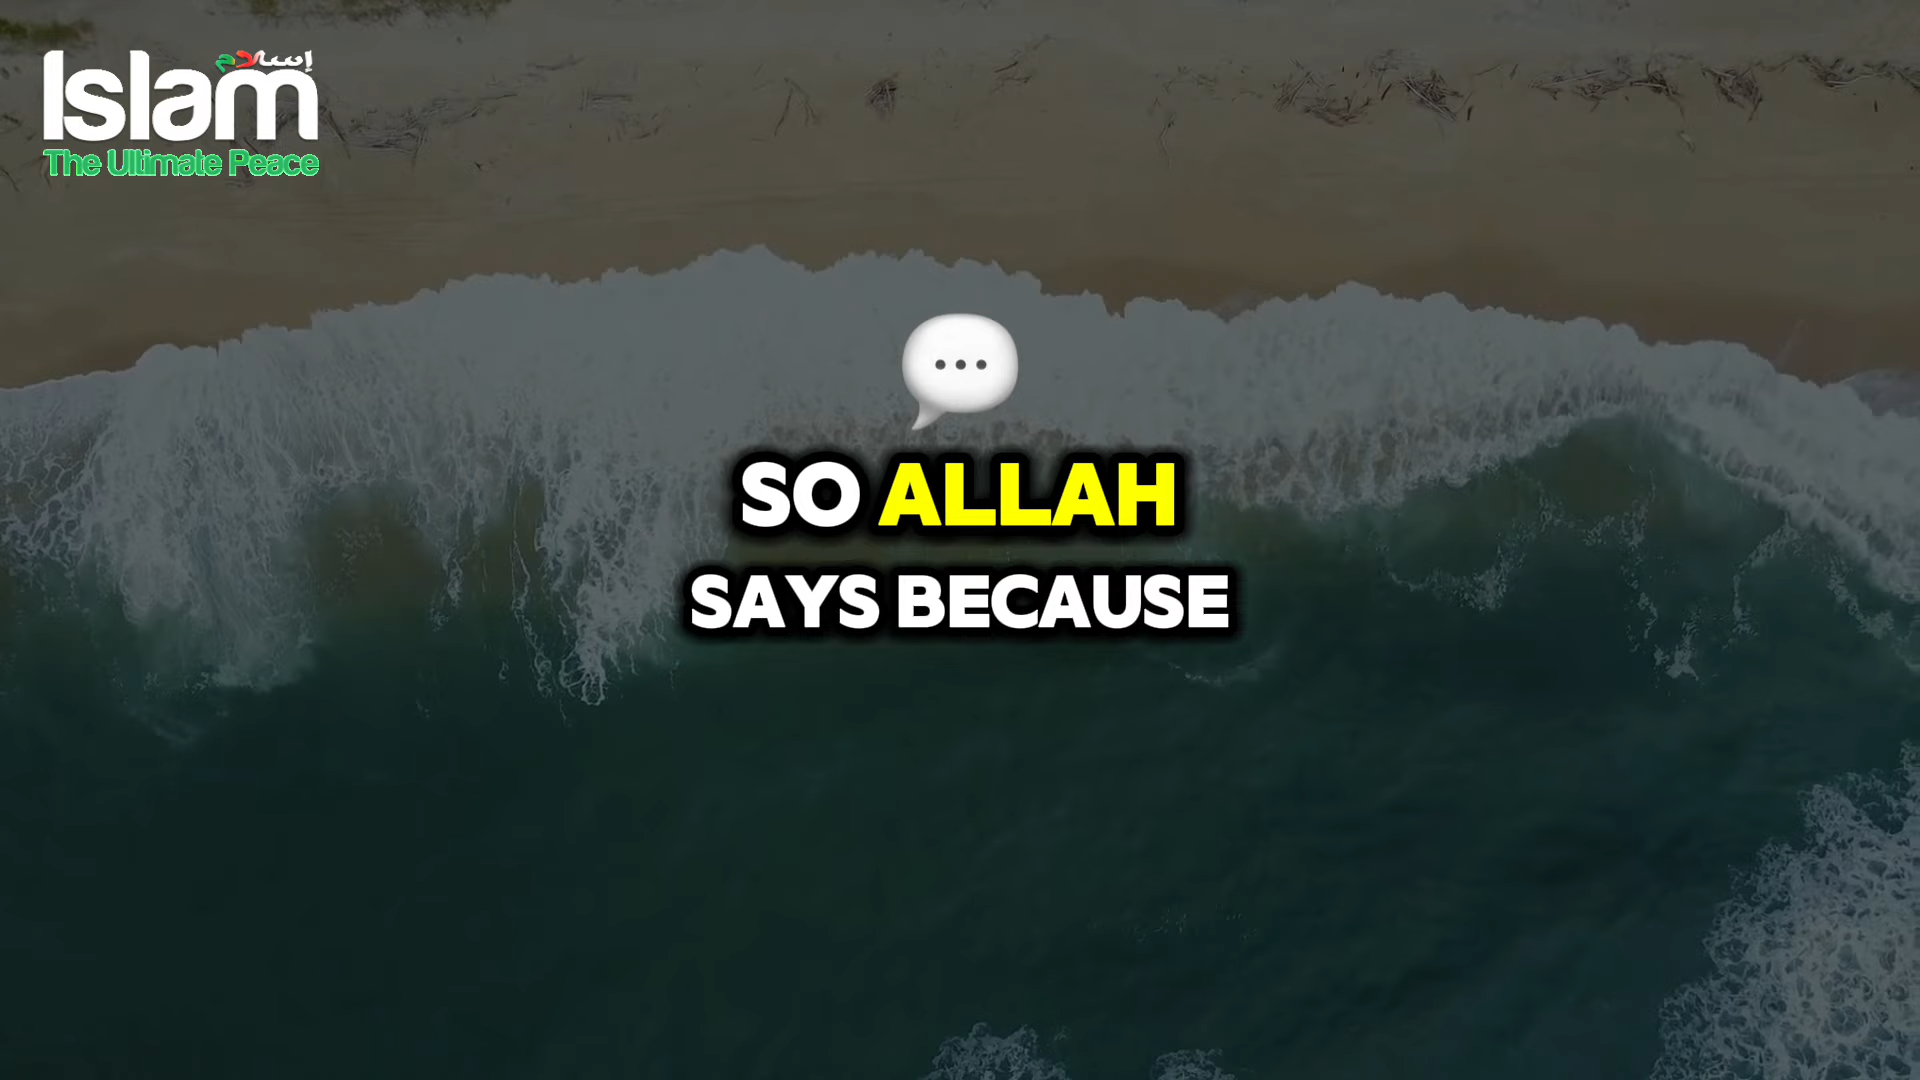 إسلام
Islam
The Ultimate Peace
SO ALLAH
SAYS BECAUSE